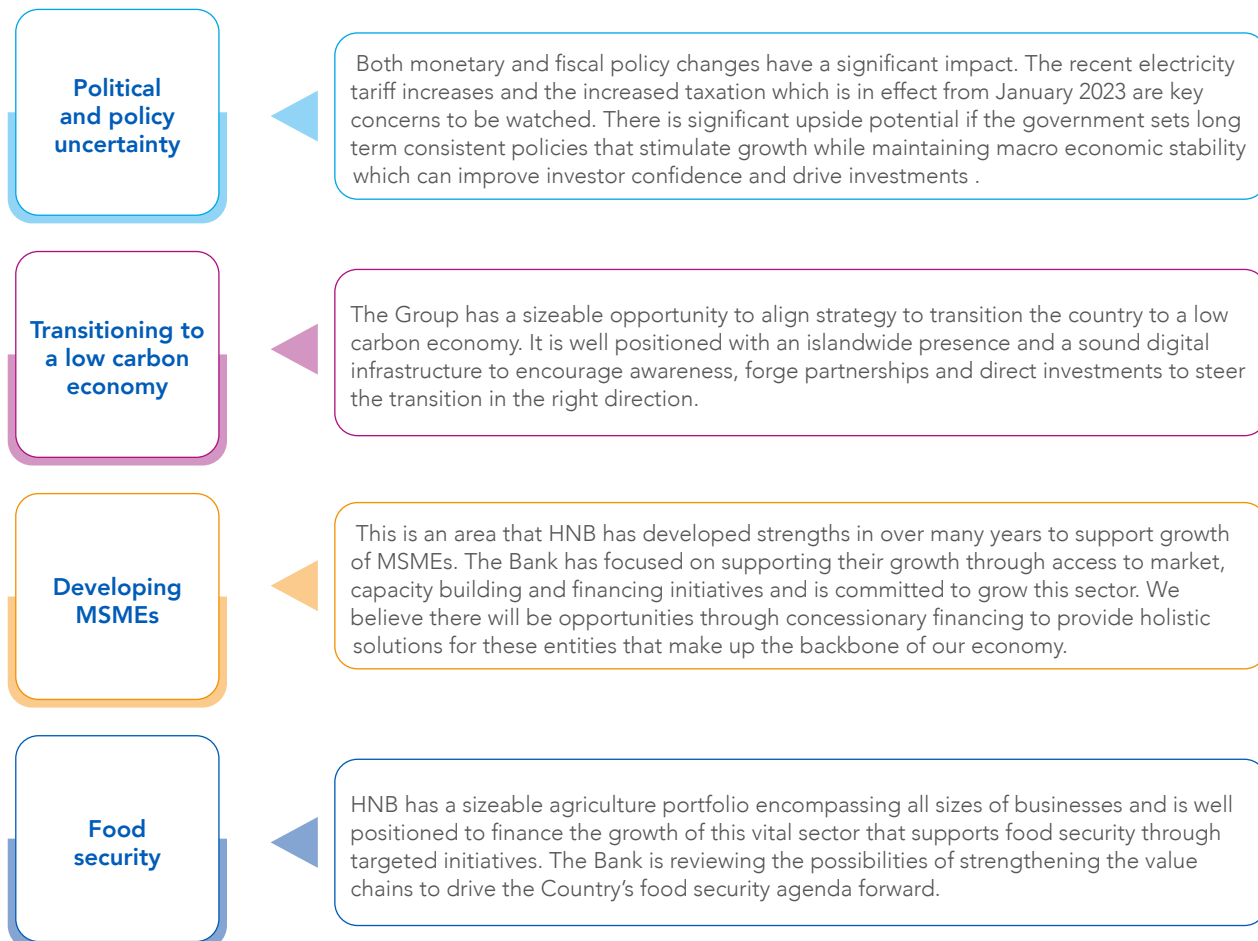 Political
and policy
uncertainty
Both monetary and fiscal policy changes have a significant impact. The recent electricity
tariff increases and the increased taxation which is in effect from January 2023 are key
concerns to be watched. There is significant upside potential if the government sets long
term consistent policies that stimulate growth while maintaining macro economic stability
which can improve investor confidence and drive investments .
Transitioning to
a low carbon
economy
The Group has a sizeable opportunity to align strategy to transition the country to a low
carbon economy. It is well positioned with an islandwide presence and a sound digital
infrastructure to encourage awareness, forge partnerships and direct investments to steer
the transition in the right direction.
Developing
MSMEs
This is an area that HNB has developed strengths in over many years to support growth
of MSMEs. The Bank has focused on supporting their growth through access to market,
capacity building and financing initiatives and is committed to grow this sector. We
believe there will be opportunities through concessionary financing to provide holistic
solutions for these entities that make up the backbone of our economy.
Food
security
HNB has a sizeable agriculture portfolio encompassing all sizes of businesses and is well
positioned to finance the growth of this vital sector that supports food security through
targeted initiatives. The Bank is reviewing the possibilities of strengthening the value
chains to drive the Country’s food security agenda forward.